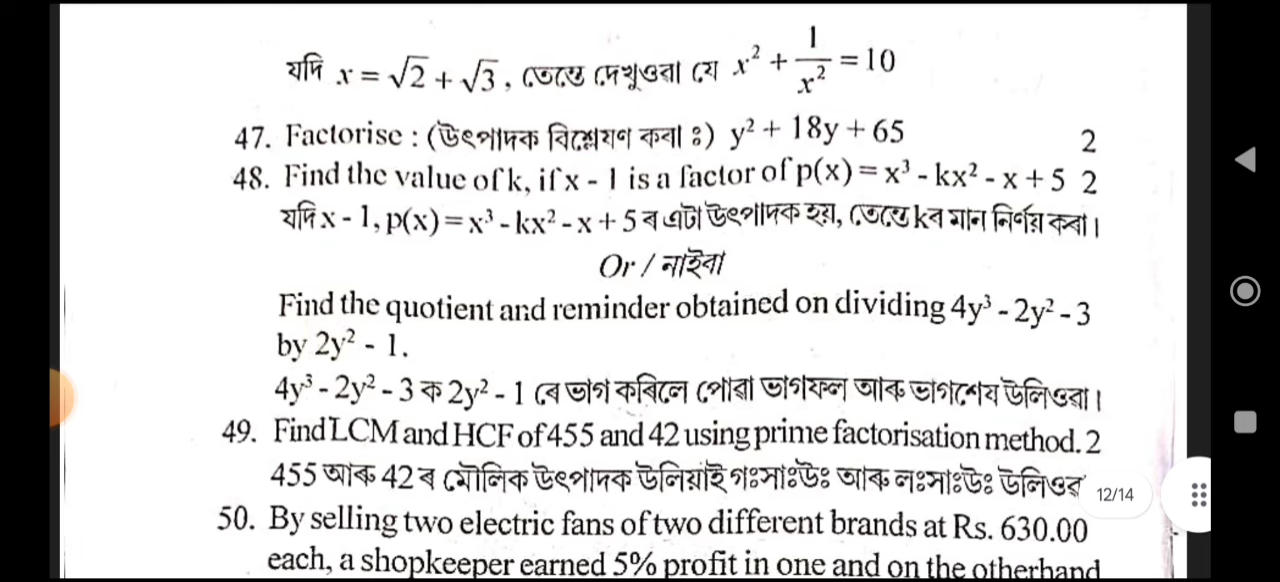 যদি x = √2 + √3, তেন্তে দেখুওৱা যে x² + 1/x² = 10
47. Factorise : (উৎপাদক বিশ্লেষণ কৰা ঃ) y² + 18y + 65 2
48. Find the value of k, if x - 1 is a factor of p(x) = x³ - kx² - x + 5 2
যদি x - 1, p(x) = x³ - kx² - x + 5 ৰ এটা উৎপাদক হয়, তেন্তে kৰ মান নিৰ্ণয় কৰা।
Or / নাইবা
Find the quotient and reminder obtained on dividing 4y³ - 2y² - 3
by 2y² - 1.
4y³ - 2y² - 3 ক 2y² - 1 ৰে ভাগ কৰিলে পোৱা ভাগফল আৰু ভাগশেষ উলিওৱা।
49. Find LCM and HCF of 455 and 42 using prime factorisation method. 2
455 আৰু 42 ৰ মৌলিক উৎপাদক উলিয়াই গঃসাঃউঃ আৰু লঃসাঃউঃ
12/14
50. By selling two electric fans of two different brands at Rs. 630.00
each, a shopkeeper earned 5% profit in one and on the otherhand